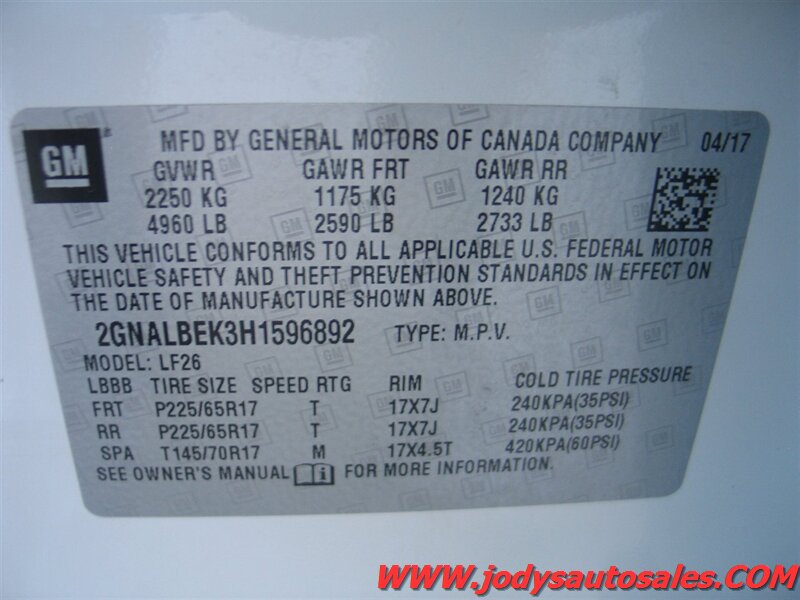 GM MFD BY GENERAL MOTORS OF CANADA COMPANY 04/17
GVWR GAWR FRT GAWR RR
2250 KG 1175 KG 1240 KG
4960 LB 2590 LB 2733 LB
THIS VEHICLE CONFORMS TO ALL APPLICABLE U.S. FEDERAL MOTOR
VEHICLE SAFETY AND THEFT PREVENTION STANDARDS IN EFFECT ON
THE DATE OF MANUFACTURE SHOWN ABOVE.
2GNALBEK3H1596892 TYPE: M.P.V.
MODEL: LF26
LBBB TIRE SIZE SPEED RTG RIM COLD TIRE PRESSURE
FRT P225/65R17 T 17X7J 240KPA(35PSI)
RR P225/65R17 T 17X7J 240KPA(35PSI)
SPA T145/70R17 M 17X4.5T 420KPA(60PSI)
SEE OWNER'S MANUAL FOR MORE INFORMATION.
WWW.jodysautosales.COM